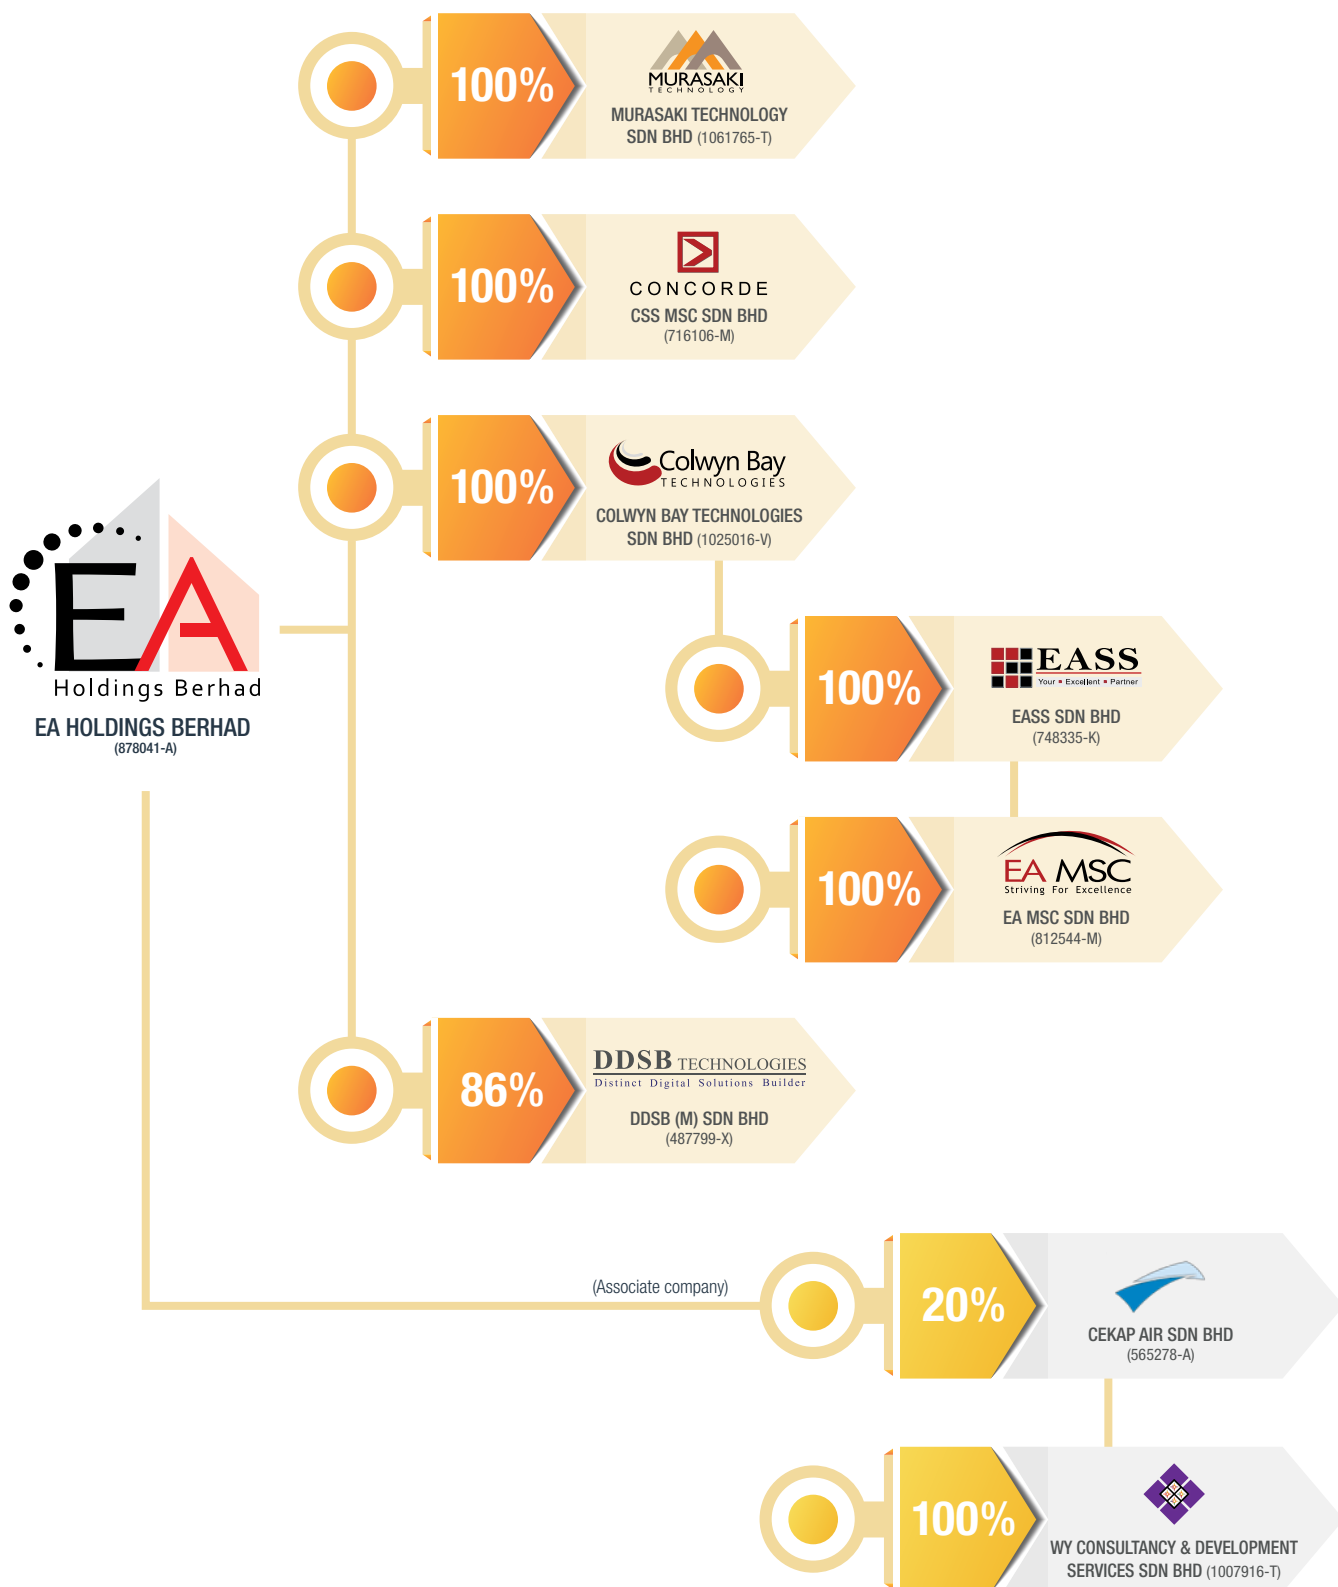 100%
MURASAKI
TECHNOLOGY
MURASAKI TECHNOLOGY
SDN BHD (1061765-T)
100%
CONCORDE
CSS MSC SDN BHD
(716106-M)
100%
Colwyn Bay
TECHNOLOGIES
COLWYN BAY TECHNOLOGIES
SDN BHD (1025016-V)
EA
Holdings Berhad
EA HOLDINGS BERHAD
(878041-A)
100%
EASS
Your Excellent Partner
EASS SDN BHD
(748335-K)
100%
EA MSC
Striving For Excellence
EA MSC SDN BHD
(812544-M)
86%
DDSB TECHNOLOGIES
Distinct Digital Solutions Builder
DDSB (M) SDN BHD
(487799-X)
(Associate company)
20%
CEKAP AIR SDN BHD
(565278-A)
100%
WY CONSULTANCY & DEVELOPMENT
SERVICES SDN BHD (1007916-T)